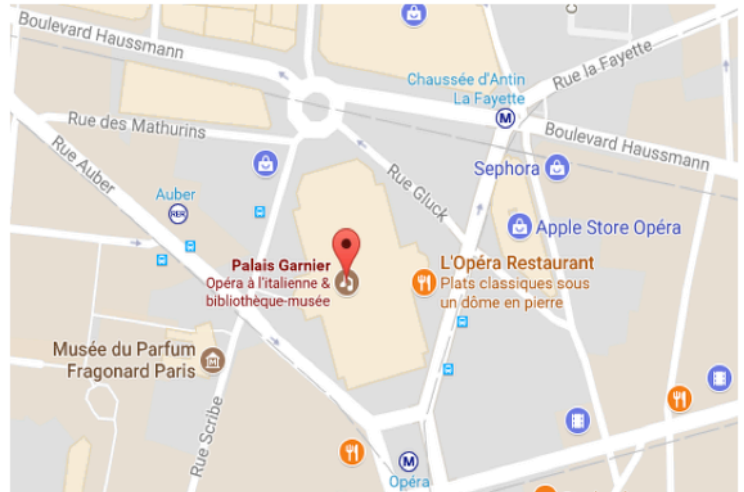 Boulevard Haussmann
Chaussée d'Antin
La Fayette
M
Rue la Fayette
Rue des Mathurins
Boulevard Haussmann
Rue Auber
Sephora
Rue Gluck
Auber
RER
Apple Store Opéra
Palais Garnier
Opéra à l'italienne &
bibliothèque-musée
L'Opéra Restaurant
Plats classiques sous
un dôme en pierre
Musée du Parfum
Fragonard Paris
Rue Scribe
M
Opéra